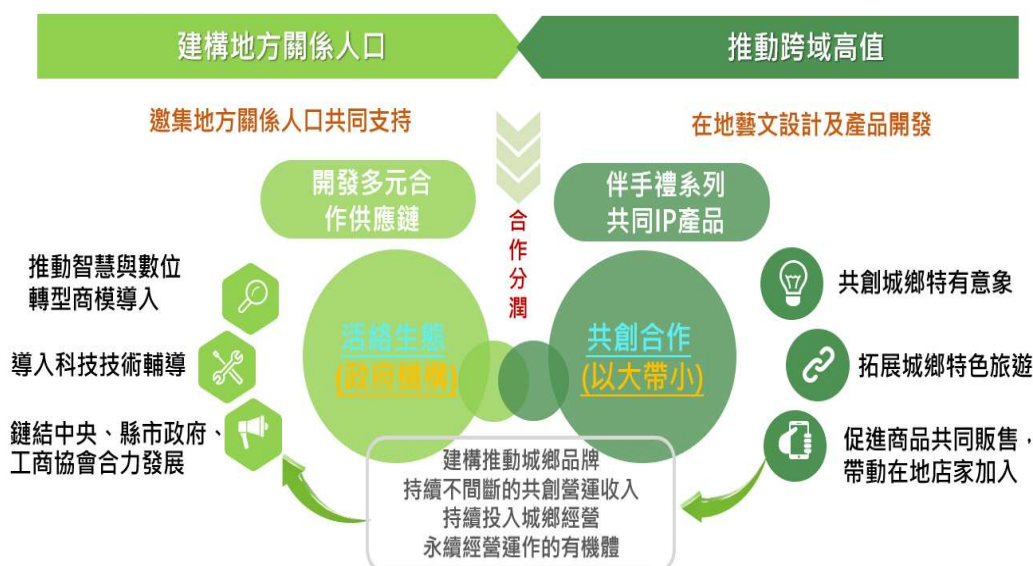 建構地方關係人口
推動跨域高值
邀集地方關係人口共同支持
在地藝文設計及產品開發
開發多元合
作供應鏈
合作分潤
伴手禮系列
共同IP產品
推動智慧與數位
轉型商模導入
導入科技技術輔導
鏈結中央、縣市政府、
工商協會合力發展
活絡生態
(政府機構)
共創合作
(以大帶小)
共創城鄉特有意象
拓展城鄉特色旅遊
促進商品共同販售，
帶動在地店家加入
建構推動城鄉品牌
持續不間斷的共創營運收入
持續投入城鄉經營
永續經營運作的有機體